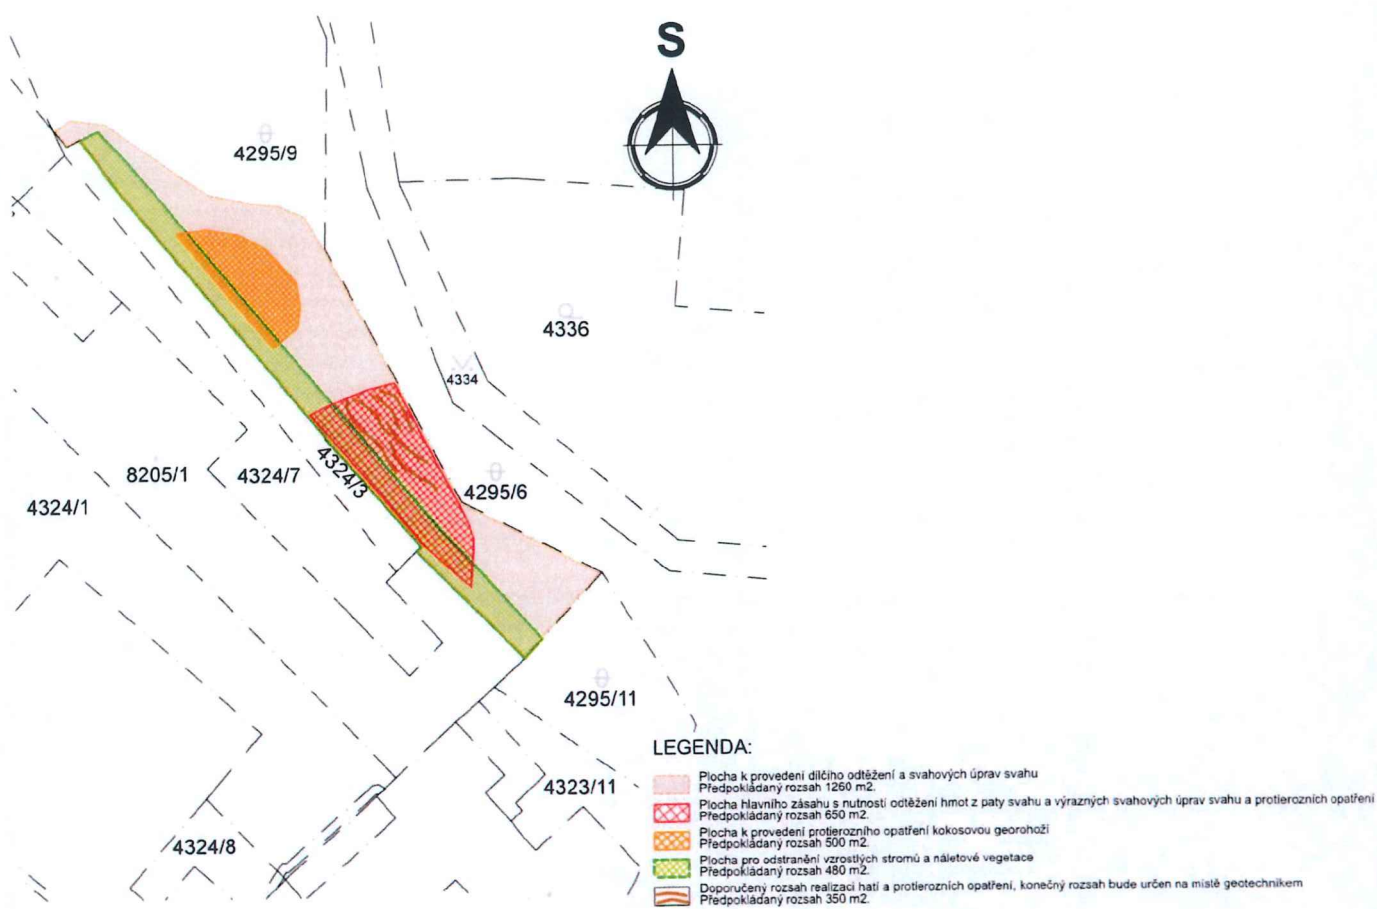 S
4295/9
4336
4334
8205/1
4324/7
4324/3
4295/6
4324/1
4295/11
4323/11
4324/8
LEGENDA:
Plocha k provedení dílčího odtěžení a svahových úprav svahu
Předpokládaný rozsah 1260 m2.
Plocha hlavního zásahu s nutností odtěžení hmot z paty svahu a výrazných svahových úprav svahu a protierozních opatření
Předpokládaný rozsah 650 m2.
Plocha k provedení protierozního opatření kokosovou georohoží
Předpokládaný rozsah 500 m2.
Plocha pro odstranění vzrostlých stromů a náletové vegetace
Předpokládaný rozsah 480 m2.
Doporučený rozsah realizaci hatí a protierozních opatření, konečný rozsah bude určen na místě geotechnikem
Předpokládaný rozsah 350 m2.